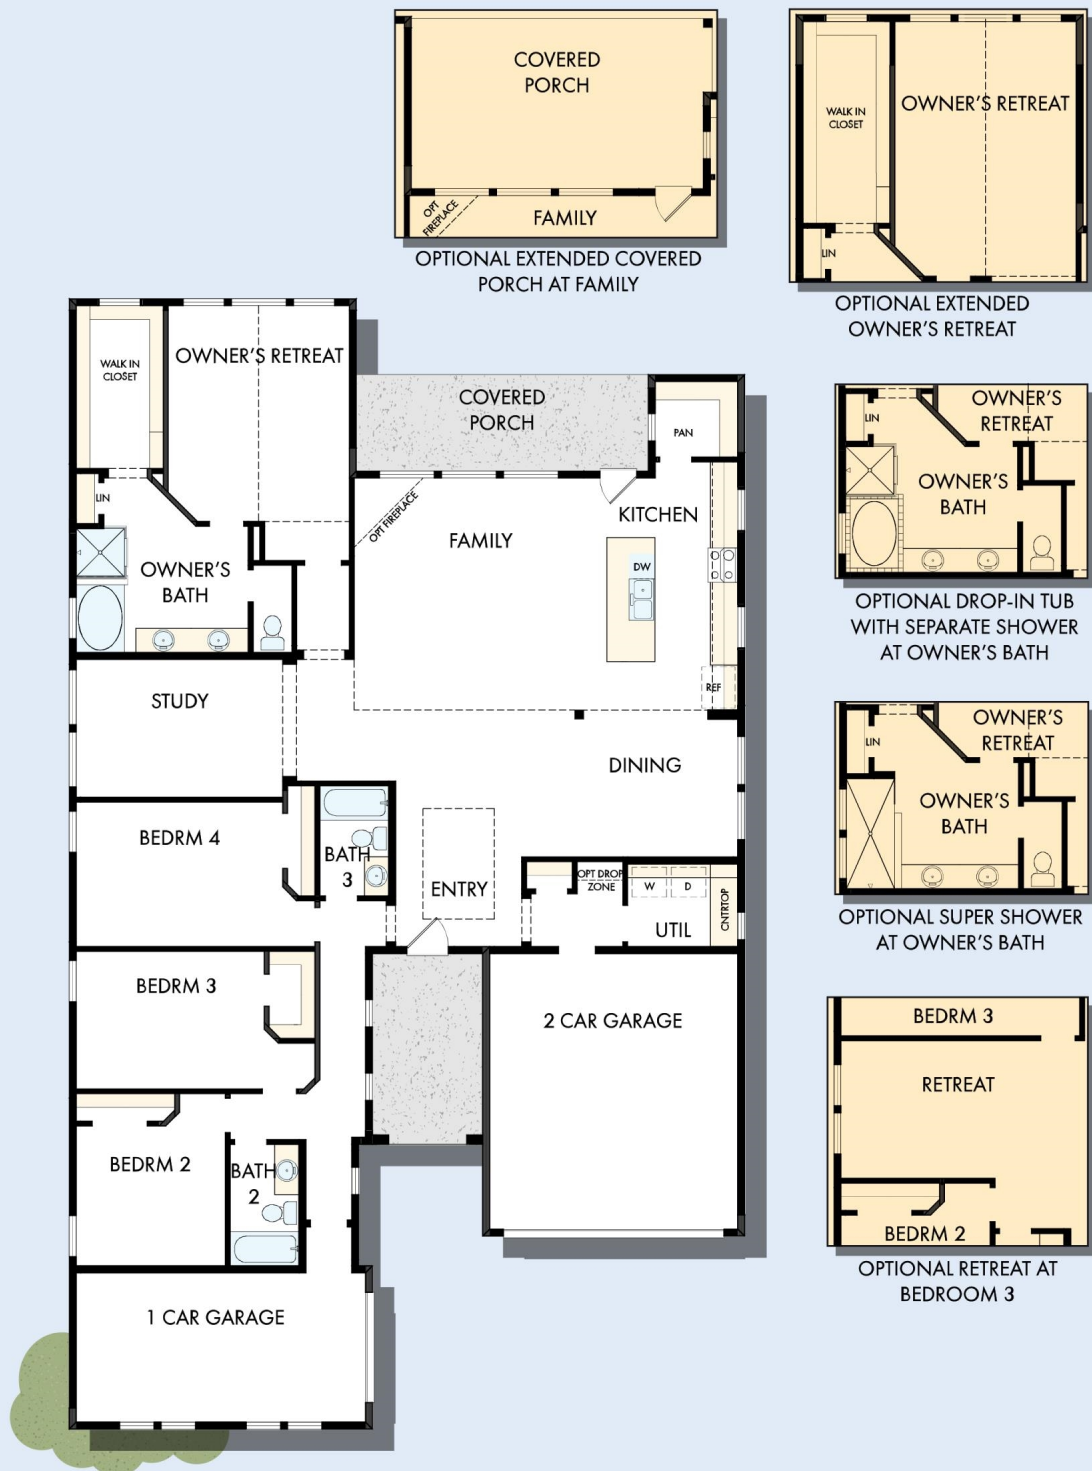 COVERED
PORCH
OPT
FIREPLACE
FAMILY
OPTIONAL EXTENDED COVERED
PORCH AT FAMILY
WALK IN
CLOSET
OWNER'S RETREAT
LIN
OPTIONAL EXTENDED
OWNER'S RETREAT
WALK IN
CLOSET
OWNER'S RETREAT
COVERED
PORCH
PAN
LIN
OPT FIREPLACE
FAMILY
KITCHEN
DW
OWNER'S
BATH
REF
STUDY
DINING
BEDRM 4
BATH
3
ENTRY
OPT DROP
ZONE
W
D
CNTRTOP
UTIL
BEDRM 3
2 CAR GARAGE
BEDRM 2
BATH
2
1 CAR GARAGE
LIN
OWNER'S
RETREAT
OWNER'S
BATH
OPTIONAL DROP-IN TUB
WITH SEPARATE SHOWER
AT OWNER'S BATH
LIN
OWNER'S
RETREAT
OWNER'S
BATH
OPTIONAL SUPER SHOWER
AT OWNER'S BATH
BEDRM 3
RETREAT
BEDRM 2
OPTIONAL RETREAT AT
BEDROOM 3